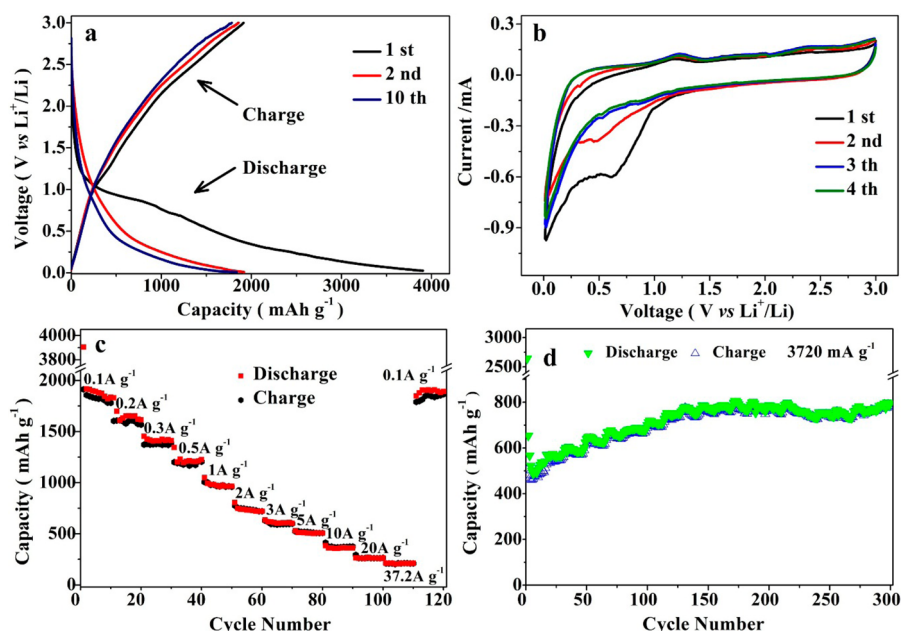 a
3.0
2.5
2.0
1.5
1.0
0.5
0.0
Voltage ( V vs Li⁺/Li)
1 st
2 nd
10 th
Charge
Discharge
0 1000 2000 3000 4000
Capacity ( mAh g⁻¹)
b
0.3
0.0
-0.3
-0.6
-0.9
Current /mA
1 st
2 nd
3 th
4 th
0.0 0.5 1.0 1.5 2.0 2.5 3.0
Voltage ( V vs Li⁺/Li)
c
4000
3800
2000
1500
1000
500
0
Capacity ( mAh g⁻¹)
Discharge
Charge
0.1A g⁻¹
0.2A g⁻¹
0.3A g⁻¹
0.5A g⁻¹
1A g⁻¹
2A g⁻¹
3A g⁻¹
5A g⁻¹
10A g⁻¹
20A g⁻¹
37.2A g⁻¹
0.1A g⁻¹
0 20 40 60 80 100 120
Cycle Number
d
2750
2500
800
600
400
200
0
Capacity ( mAh g⁻¹)
Discharge Charge 3720 mA g⁻¹
0 50 100 150 200 250 300
Cycle Number